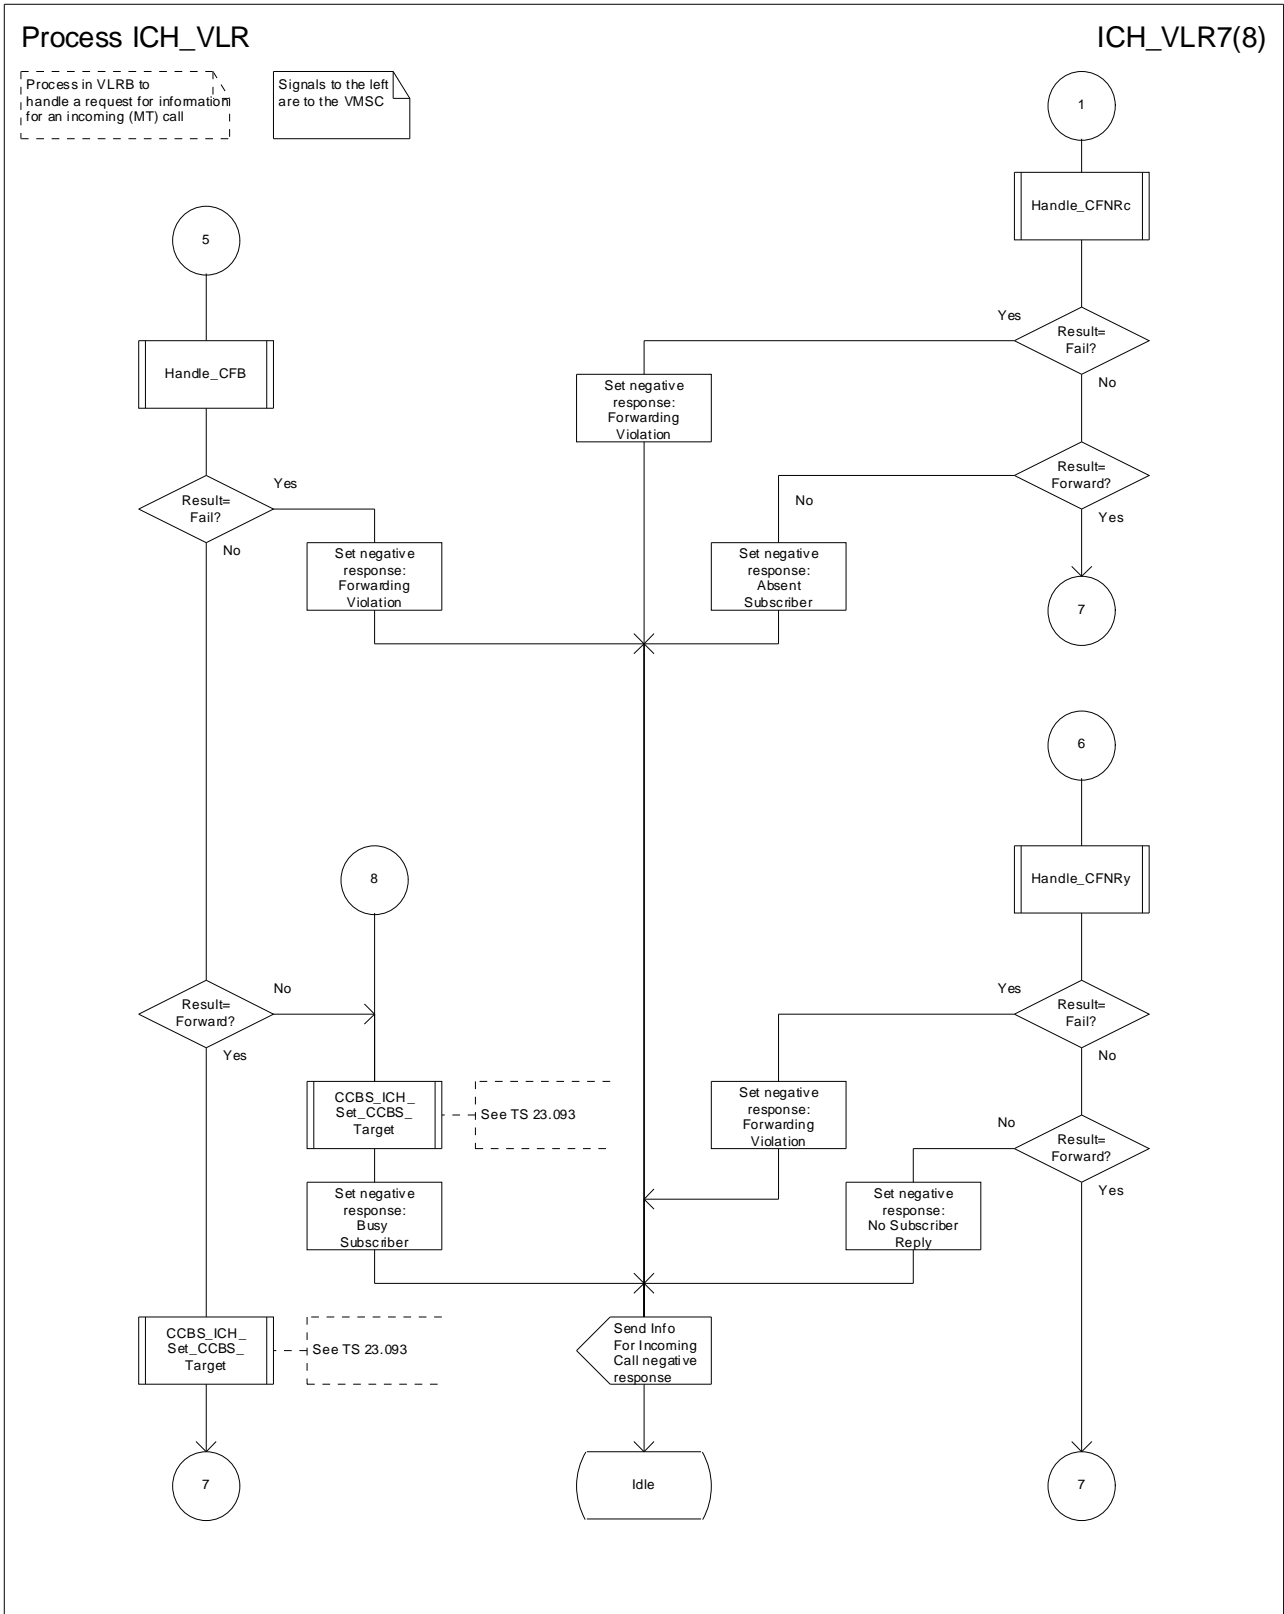 Process ICH_VLR
ICH_VLR7(8)
Process in VLRB to
handle a request for information
for an incoming (MT) call
Signals to the left
are to the VMSC
1
Handle_CFNRc
5
Yes
Result=
Fail?
Handle_CFB
No
Set negative
response:
Forwarding
Violation
Result=
Forward?
No
Yes
Yes
Result=
Fail?
No
Set negative
response:
Forwarding
Violation
Set negative
response:
Absent
Subscriber
7
6
8
Handle_CFNRy
No
Result=
Forward?
Yes
Yes
Result=
Fail?
No
CCBS_ICH_
Set_CCBS_
Target
See TS 23.093
Set negative
response:
Forwarding
Violation
No
Result=
Forward?
Yes
Set negative
response:
Busy
Subscriber
Set negative
response:
No Subscriber
Reply
CCBS_ICH_
Set_CCBS_
Target
See TS 23.093
Send Info
For Incoming
Call negative
response
7
Idle
7